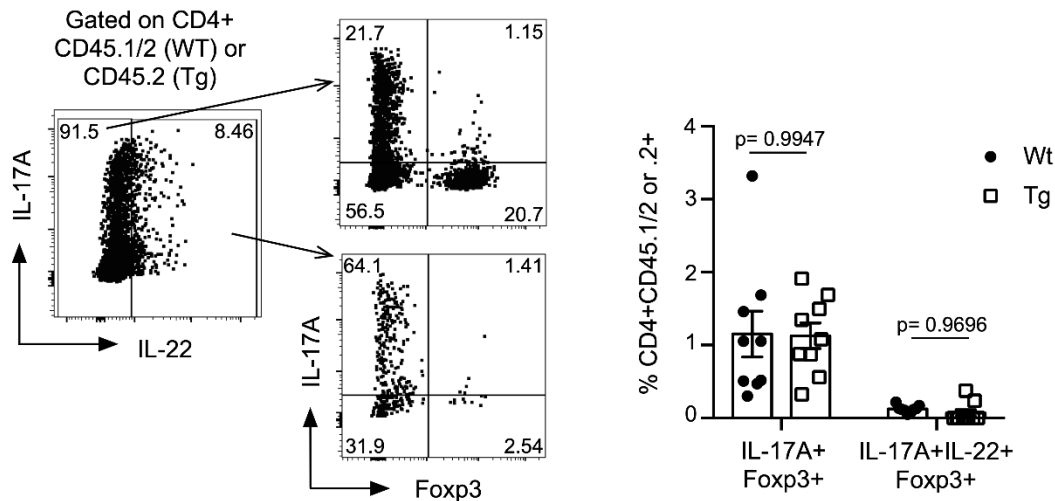 Gated on CD4+
CD45.1/2 (WT) or
CD45.2 (Tg)
91.5
8.46
IL-17A
IL-22
21.7
1.15
56.5
20.7
64.1
1.41
31.9
2.54
IL-17A
Foxp3
% CD4+CD45.1/2 or .2+
4
3
2
1
0
p= 0.9947
p= 0.9696
Wt
Tg
IL-17A+
Foxp3+
IL-17A+IL-22+
Foxp3+